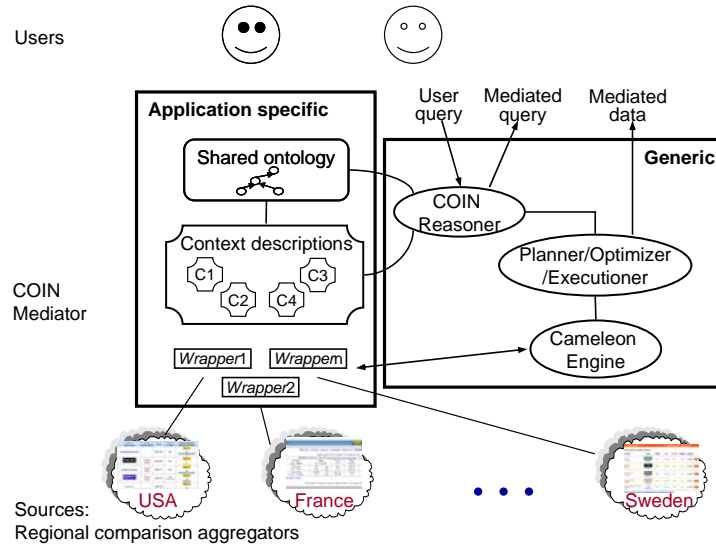 Users
Application specific
User
query
Mediated
query
Mediated
data
Generic
Shared ontology
COIN
Reasoner
Context descriptions
C1
C2
C4
C3
Planner/Optimizer
/Executioner
COIN
Mediator
Cameleon
Engine
Wrapper1
Wrappern
Wrapper2
USA
France
Sweden
Sources:
Regional comparison aggregators